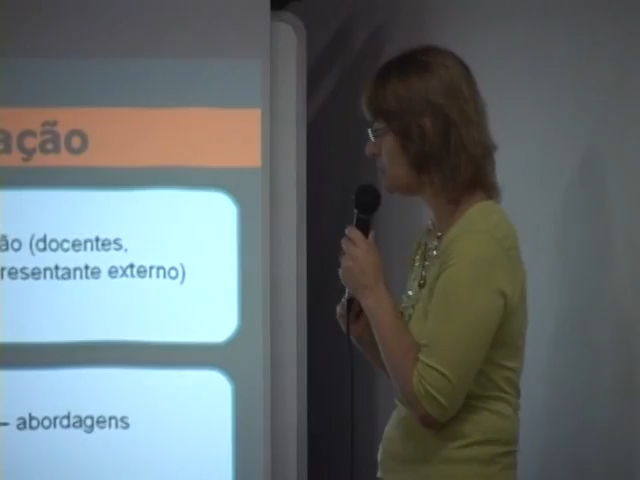 ação
ão (docentes,
resentante externo)
– abordagens